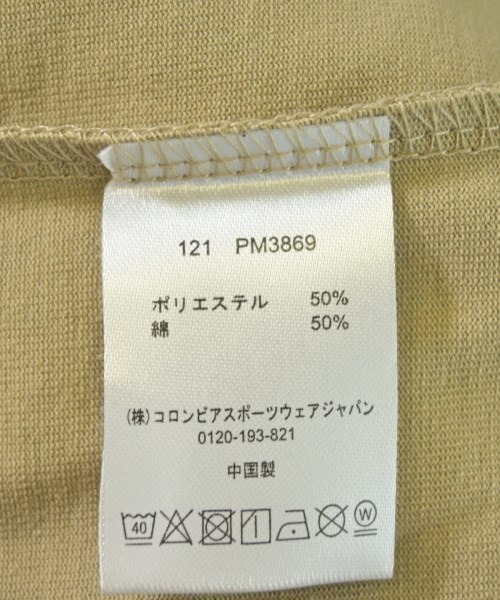 121 PM3869
ポリエステル 50%
綿 50%
(株)コロンビアスポーツウェアジャパン
0120-193-821
中国製
40 W